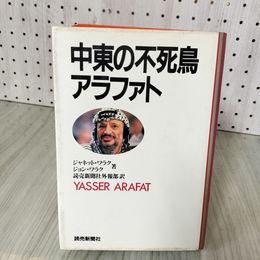 中東の不死鳥
アラファト
ジャネット・ワラク
ジョン・ワラク 著
読売新聞社外報部 訳
YASSER ARAFAT
読売新聞社